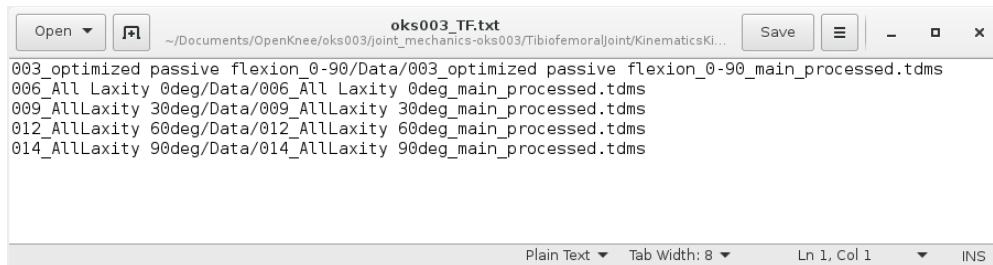 Open
oks003_TF.txt
~/Documents/OpenKnee/oks003/joint_mechanics-oks003/TibiofemoralJoint/KinematicsKi...
Save
003_optimized passive flexion_0-90/Data/003_optimized passive flexion_0-90_main_processed.tdms
006_All Laxity 0deg/Data/006_All Laxity 0deg_main_processed.tdms
009_AllLaxity 30deg/Data/009_AllLaxity 30deg_main_processed.tdms
012_AllLaxity 60deg/Data/012_AllLaxity 60deg_main_processed.tdms
014_AllLaxity 90deg/Data/014_AllLaxity 90deg_main_processed.tdms
Plain Text Tab Width: 8 Ln 1, Col 1 INS